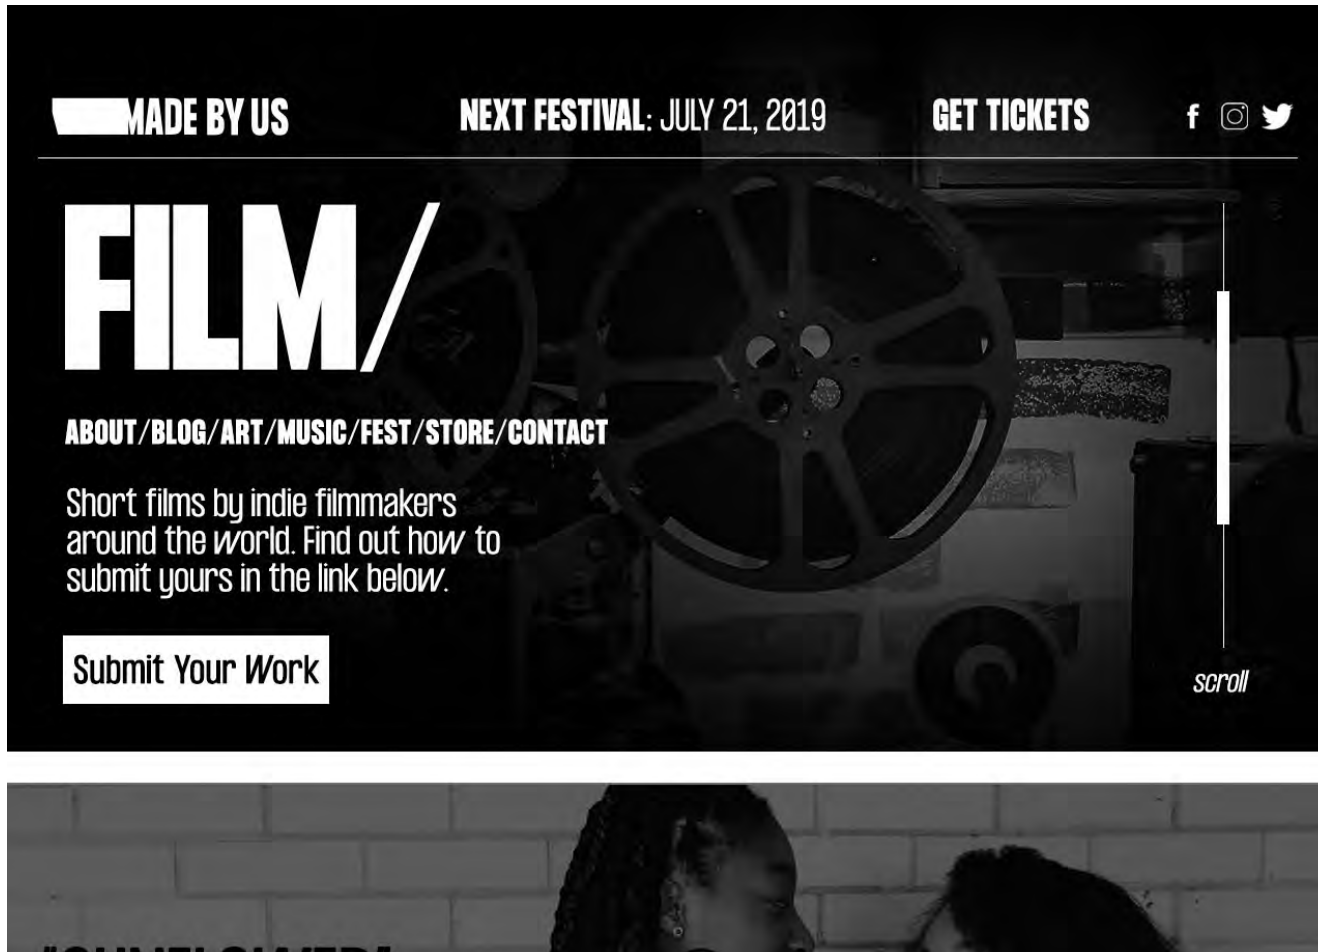 MADE BY US
NEXT FESTIVAL: JULY 21, 2019
GET TICKETS
FILM/
ABOUT/BLOG/ART/MUSIC/FEST/STORE/CONTACT
Short films by indie filmmakers
around the world. Find out how to
submit yours in the link below.
Submit Your Work
scroll